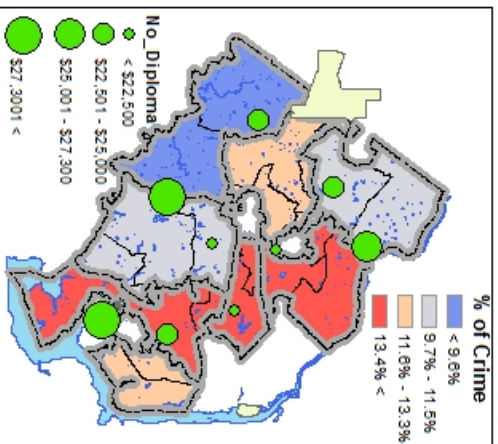 % of Crime
< 9.6%
9.7% - 11.5%
11.6% - 13.3%
13.4% <
No_Diploma
< $22,500
$22,501 - $25,000
$25,001 - $27,300
$27,3001 <